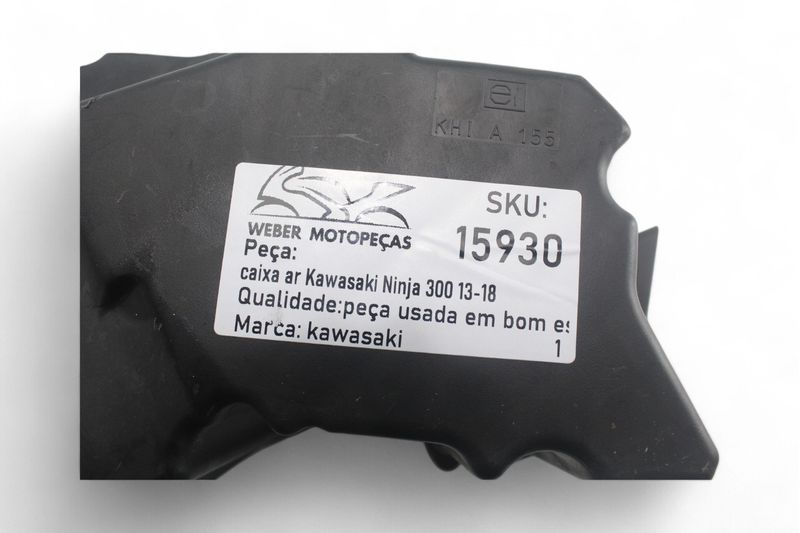 ei
KHI A 155
WEBER MOTOPEÇAS
SKU:
15930
Peça:
caixa ar Kawasaki Ninja 300 13-18
Qualidade:peça usada em bom es
Marca: kawasaki
1